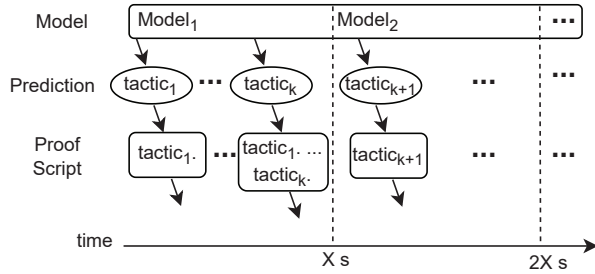 Model Model₁ Model₂ ...
Prediction tactic₁ ... tacticₖ tacticₖ₊₁ ... ...
Proof Script tactic₁. ... tactic₁. ... tacticₖ. tacticₖ₊₁ ... ...
time
X s 2X s